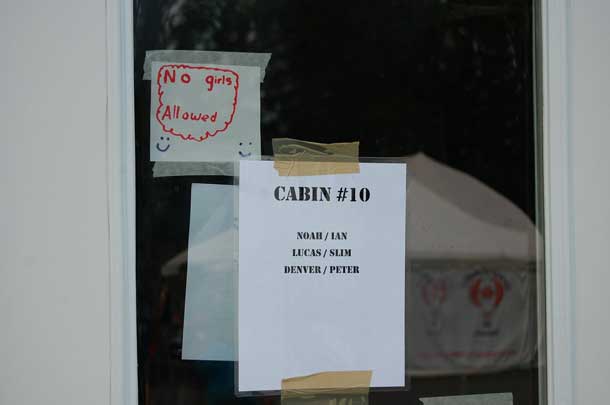 No girls
Allowed
CABIN #10
NOAH / IAN
LUCAS / SLIM
DENVER / PETER